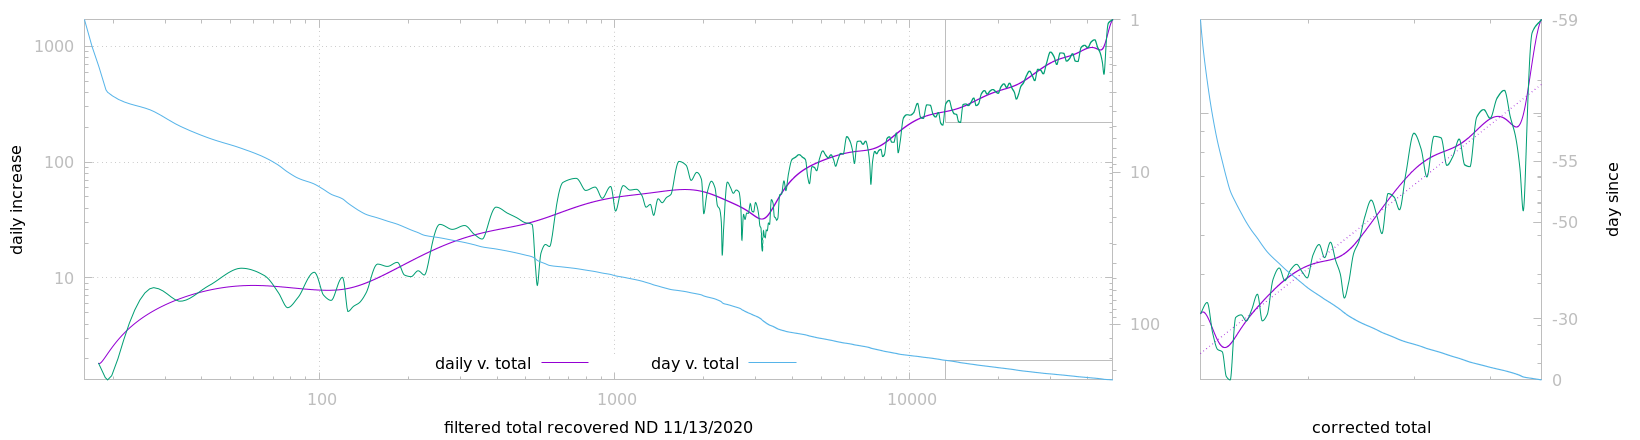 1000
100
10
daily increase
100
1000
10000
filtered total recovered ND 11/13/2020
daily v. total
day v. total
1
10
100
-59
-55
-50
-30
0
day since
corrected total